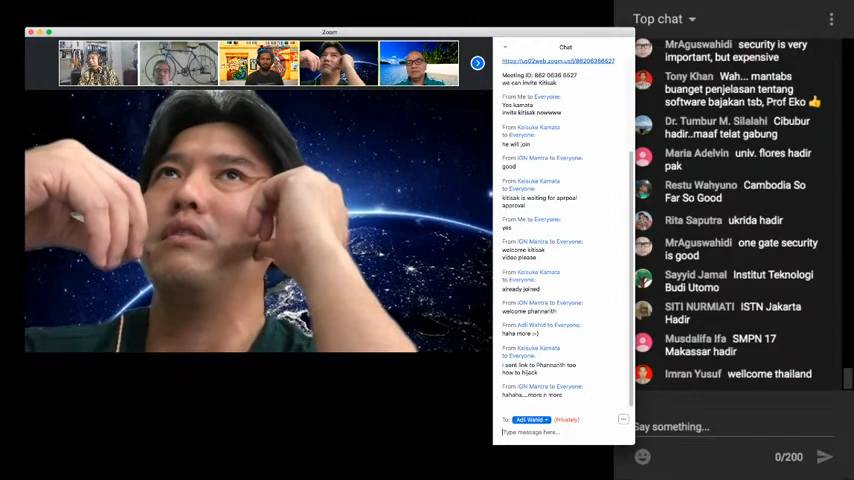 Zoom
Chat
https://us02web.zoom.us/j/86206366527
Meeting ID: 862 0636 6527
we can invite Kitisak
From Me to Everyone:
Yes kamata
invite kitisak nowwww
From Keisuke Kamata
to Everyone:
he will join
From IGN Mantra to Everyone:
good
From Keisuke Kamata
to Everyone:
kitisak is waiting for aprpoal
approval
From Me to Everyone:
yes
From IGN Mantra to Everyone:
welcome kitisak
video please
From Keisuke Kamata
to Everyone:
already joined
From IGN Mantra to Everyone:
welcome phannarith
From Adli Wahid to Everyone:
haha more :-)
From Keisuke Kamata
to Everyone:
i sent link to Phannarith too
how to hijack
From IGN Mantra to Everyone:
hahaha....more n more
To: Adli Wahid (Privately)
Type message here...
Top chat
MrAguswahidi security is very
important, but expensive
Tony Khan Wah... mantabs
buanget penjelasan tentang
software bajakan tsb, Prof Eko 👍
Dr. Tumbur M. Silalahi Cibubur
hadir...maaf telat gabung
Maria Adelvin univ. flores hadir
pak
Restu Wahyuno Cambodia So
Far So Good
Rita Saputra ukrida hadir
MrAguswahidi one gate security
is good
Sayyid Jamal Institut Teknologi
Budi Utomo
SITI NURMIATI ISTN Jakarta
Hadir
Musdalifa Ifa SMPN 17
Makassar hadir
Imran Yusuf wellcome thailand
Say something...
0/200